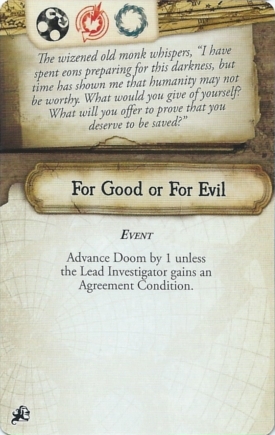 The wizened old monk whispers, “I have
spent eons preparing for this darkness, but
time has shown me that humanity may not
be worthy. What would you give of yourself?
What will you offer to prove that you
deserve to be saved?”
For Good or For Evil
Event
Advance Doom by 1 unless
the Lead Investigator gains an
Agreement Condition.